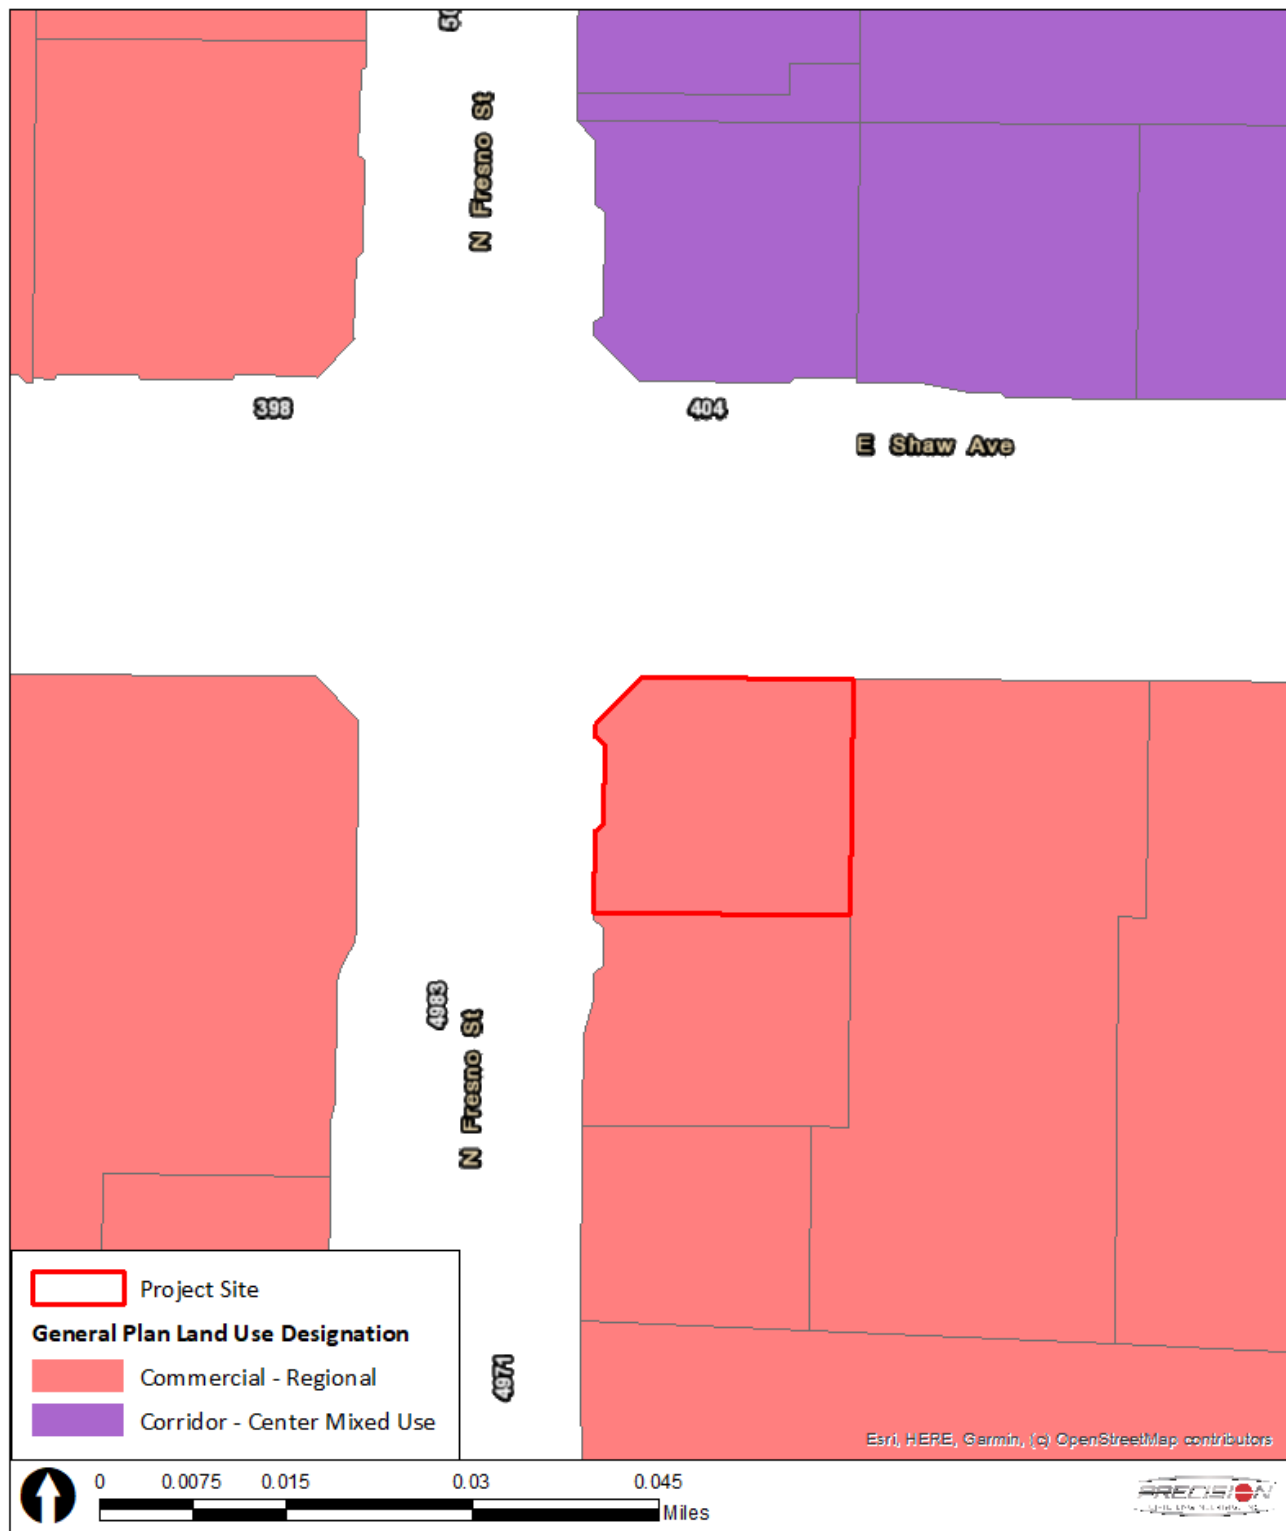 N Fresno St
398
404
E Shaw Ave
4983
N Fresno St
4971
Project Site
General Plan Land Use Designation
Commercial - Regional
Corridor - Center Mixed Use
Esri, HERE, Garmin, (c) OpenStreetMap contributors
0 0.0075 0.015 0.03 0.045
Miles
PRECISION